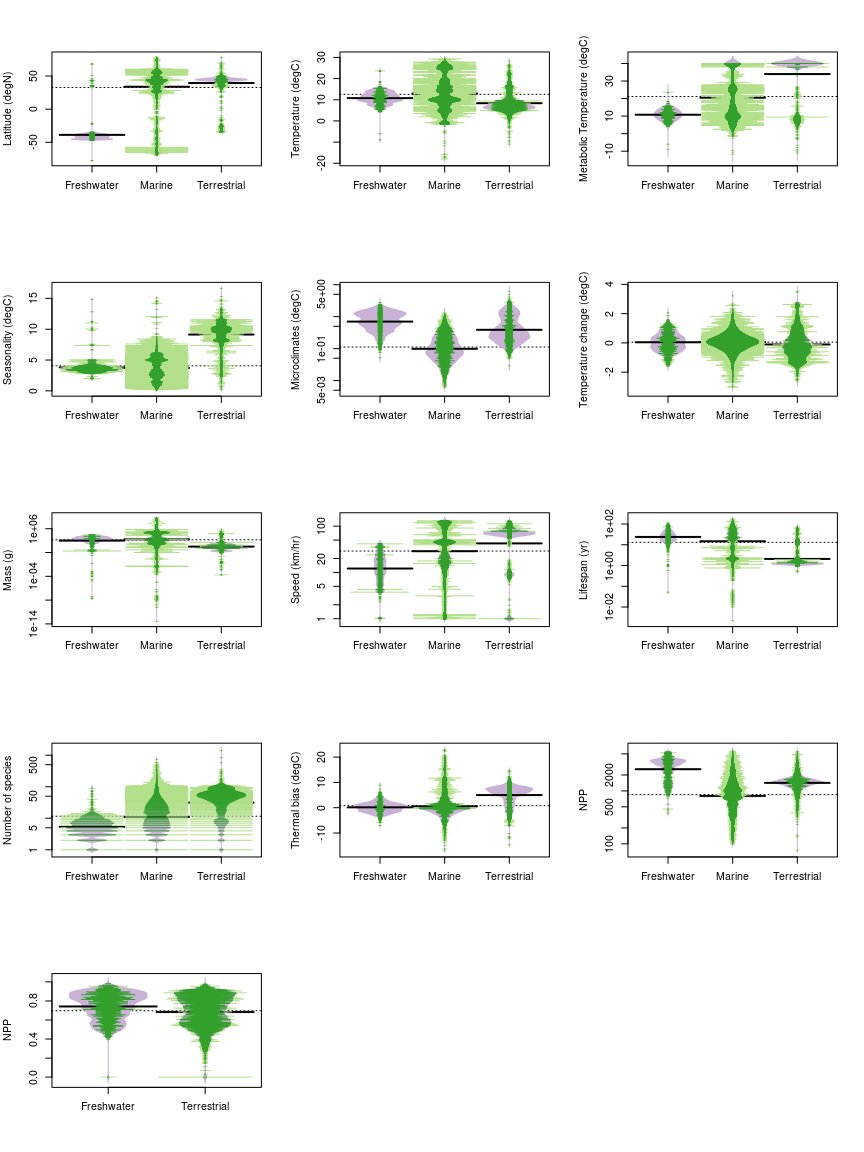 Latitude (degN)
50
0
-50
Freshwater Marine Terrestrial
Temperature (degC)
30
20
10
0
-20
Freshwater Marine Terrestrial
Metabolic Temperature (degC)
30
10
-10
Freshwater Marine Terrestrial
Seasonality (degC)
15
10
5
0
Freshwater Marine Terrestrial
Microclimates (degC)
5e+00
1e-01
5e-03
Freshwater Marine Terrestrial
Temperature change (degC)
4
2
0
-2
Freshwater Marine Terrestrial
Mass (g)
1e+06
1e-04
1e-14
Freshwater Marine Terrestrial
Speed (km/hr)
100
20
5
1
Freshwater Marine Terrestrial
Lifespan (yr)
1e+02
1e+00
1e-02
Freshwater Marine Terrestrial
Number of species
500
50
5
1
Freshwater Marine Terrestrial
Thermal bias (degC)
20
10
0
-10
Freshwater Marine Terrestrial
NPP
2000
500
100
Freshwater Marine Terrestrial
NPP
0.8
0.4
0.0
Freshwater Terrestrial